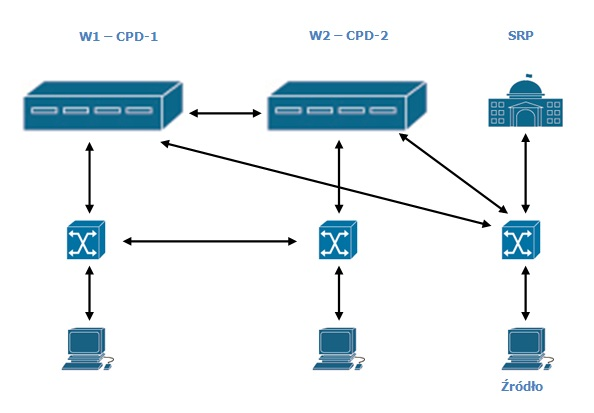 W1 – CPD-1
W2 – CPD-2
SRP
Źródło